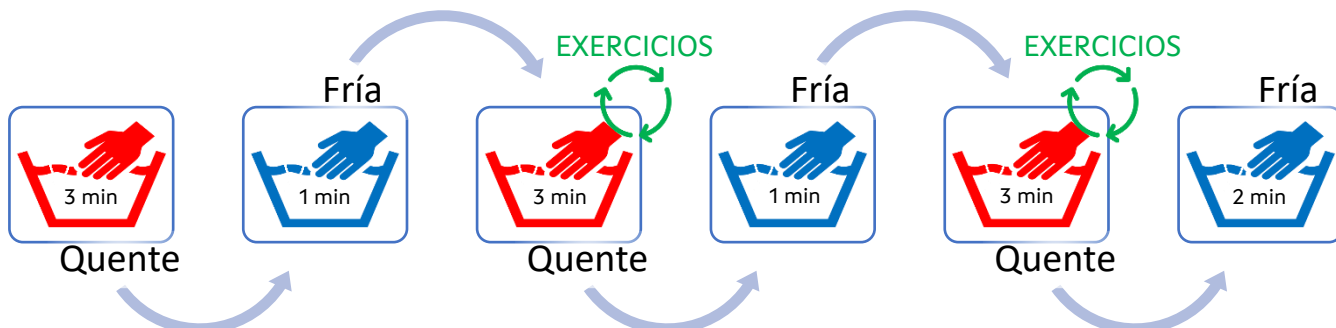 EXERCICIOS
EXERCICIOS
Fría
Fría
Fría
3 min
1 min
3 min
1 min
3 min
2 min
Quente
Quente
Quente